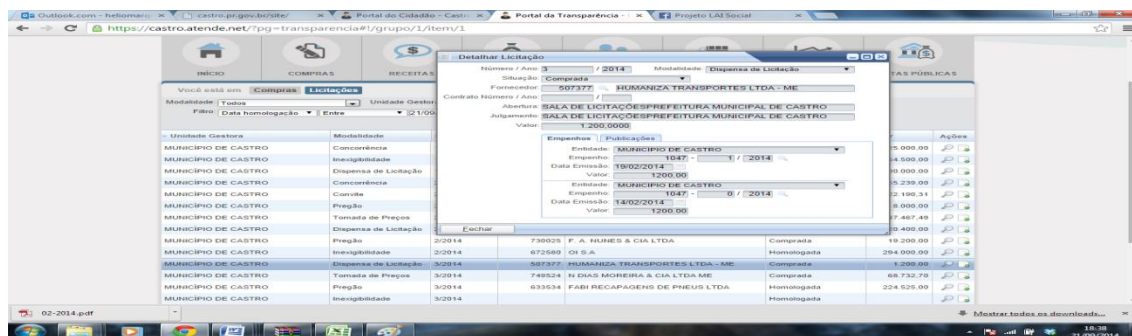 Outlook.com - heliomarc
castro.pr.gov.br/site/
Portal do Cidadão - Castr
Portal da Transparência -
Projeto LAI Social
https://castro.atende.net/?pg=transparencia#!/grupo/1/item/1
INÍCIO
COMPRAS
RECEITAS
TAS PÚBLICAS
Você está em Compras Licitações
Modalidade: Todos Unidade Gestor
Filtro: Data homologação Entre 21/09
Detalhar Licitação
Número / Ano: 3 / 2014 Modalidade: Dispensa de Licitação
Situação: Comprada
Fornecedor: 507377 HUMANIZA TRANSPORTES LTDA - ME
Contrato Número / Ano: /
Abertura: SALA DE LICITAÇÕESPREFEITURA MUNICIPAL DE CASTRO
Julgamento: SALA DE LICITAÇÕESPREFEITURA MUNICIPAL DE CASTRO
Valor: 1.200,0000
Empenhos Publicações
Entidade: MUNICÍPIO DE CASTRO
Empenho: 1047 - 1 / 2014
Data Emissão: 19/02/2014
Valor: 1200,00
Entidade: MUNICÍPIO DE CASTRO
Empenho: 1047 - 0 / 2014
Data Emissão: 14/02/2014
Valor: 1200,00
Fechar
Unidade Gestora Modalidade Ações
MUNICÍPIO DE CASTRO Concorrência
MUNICÍPIO DE CASTRO Inexigibilidade
MUNICÍPIO DE CASTRO Dispensa de Licitação
MUNICÍPIO DE CASTRO Concorrência
MUNICÍPIO DE CASTRO Convite
MUNICÍPIO DE CASTRO Pregão
MUNICÍPIO DE CASTRO Tomada de Preços
MUNICÍPIO DE CASTRO Dispensa de Licitação
MUNICÍPIO DE CASTRO Pregão 2/2014 730025 F. A. NUNES & CIA LTDA Comprada 19.200,00
MUNICÍPIO DE CASTRO Inexigibilidade 2/2014 672580 OI S.A Homologada 294.000,00
MUNICÍPIO DE CASTRO Dispensa de Licitação 3/2014 507377 HUMANIZA TRANSPORTES LTDA - ME Comprada 1.200,00
MUNICÍPIO DE CASTRO Tomada de Preços 3/2014 749524 N DIAS MOREIRA & CIA LTDA ME Comprada 68.732,70
MUNICÍPIO DE CASTRO Pregão 3/2014 633534 FABI RECAPAGENS DE PNEUS LTDA Homologada 224.525,00
MUNICÍPIO DE CASTRO Inexigibilidade 3/2014 Homologada
02-2014.pdf
Mostrar todos os downloads...
18:38
21/09/2014